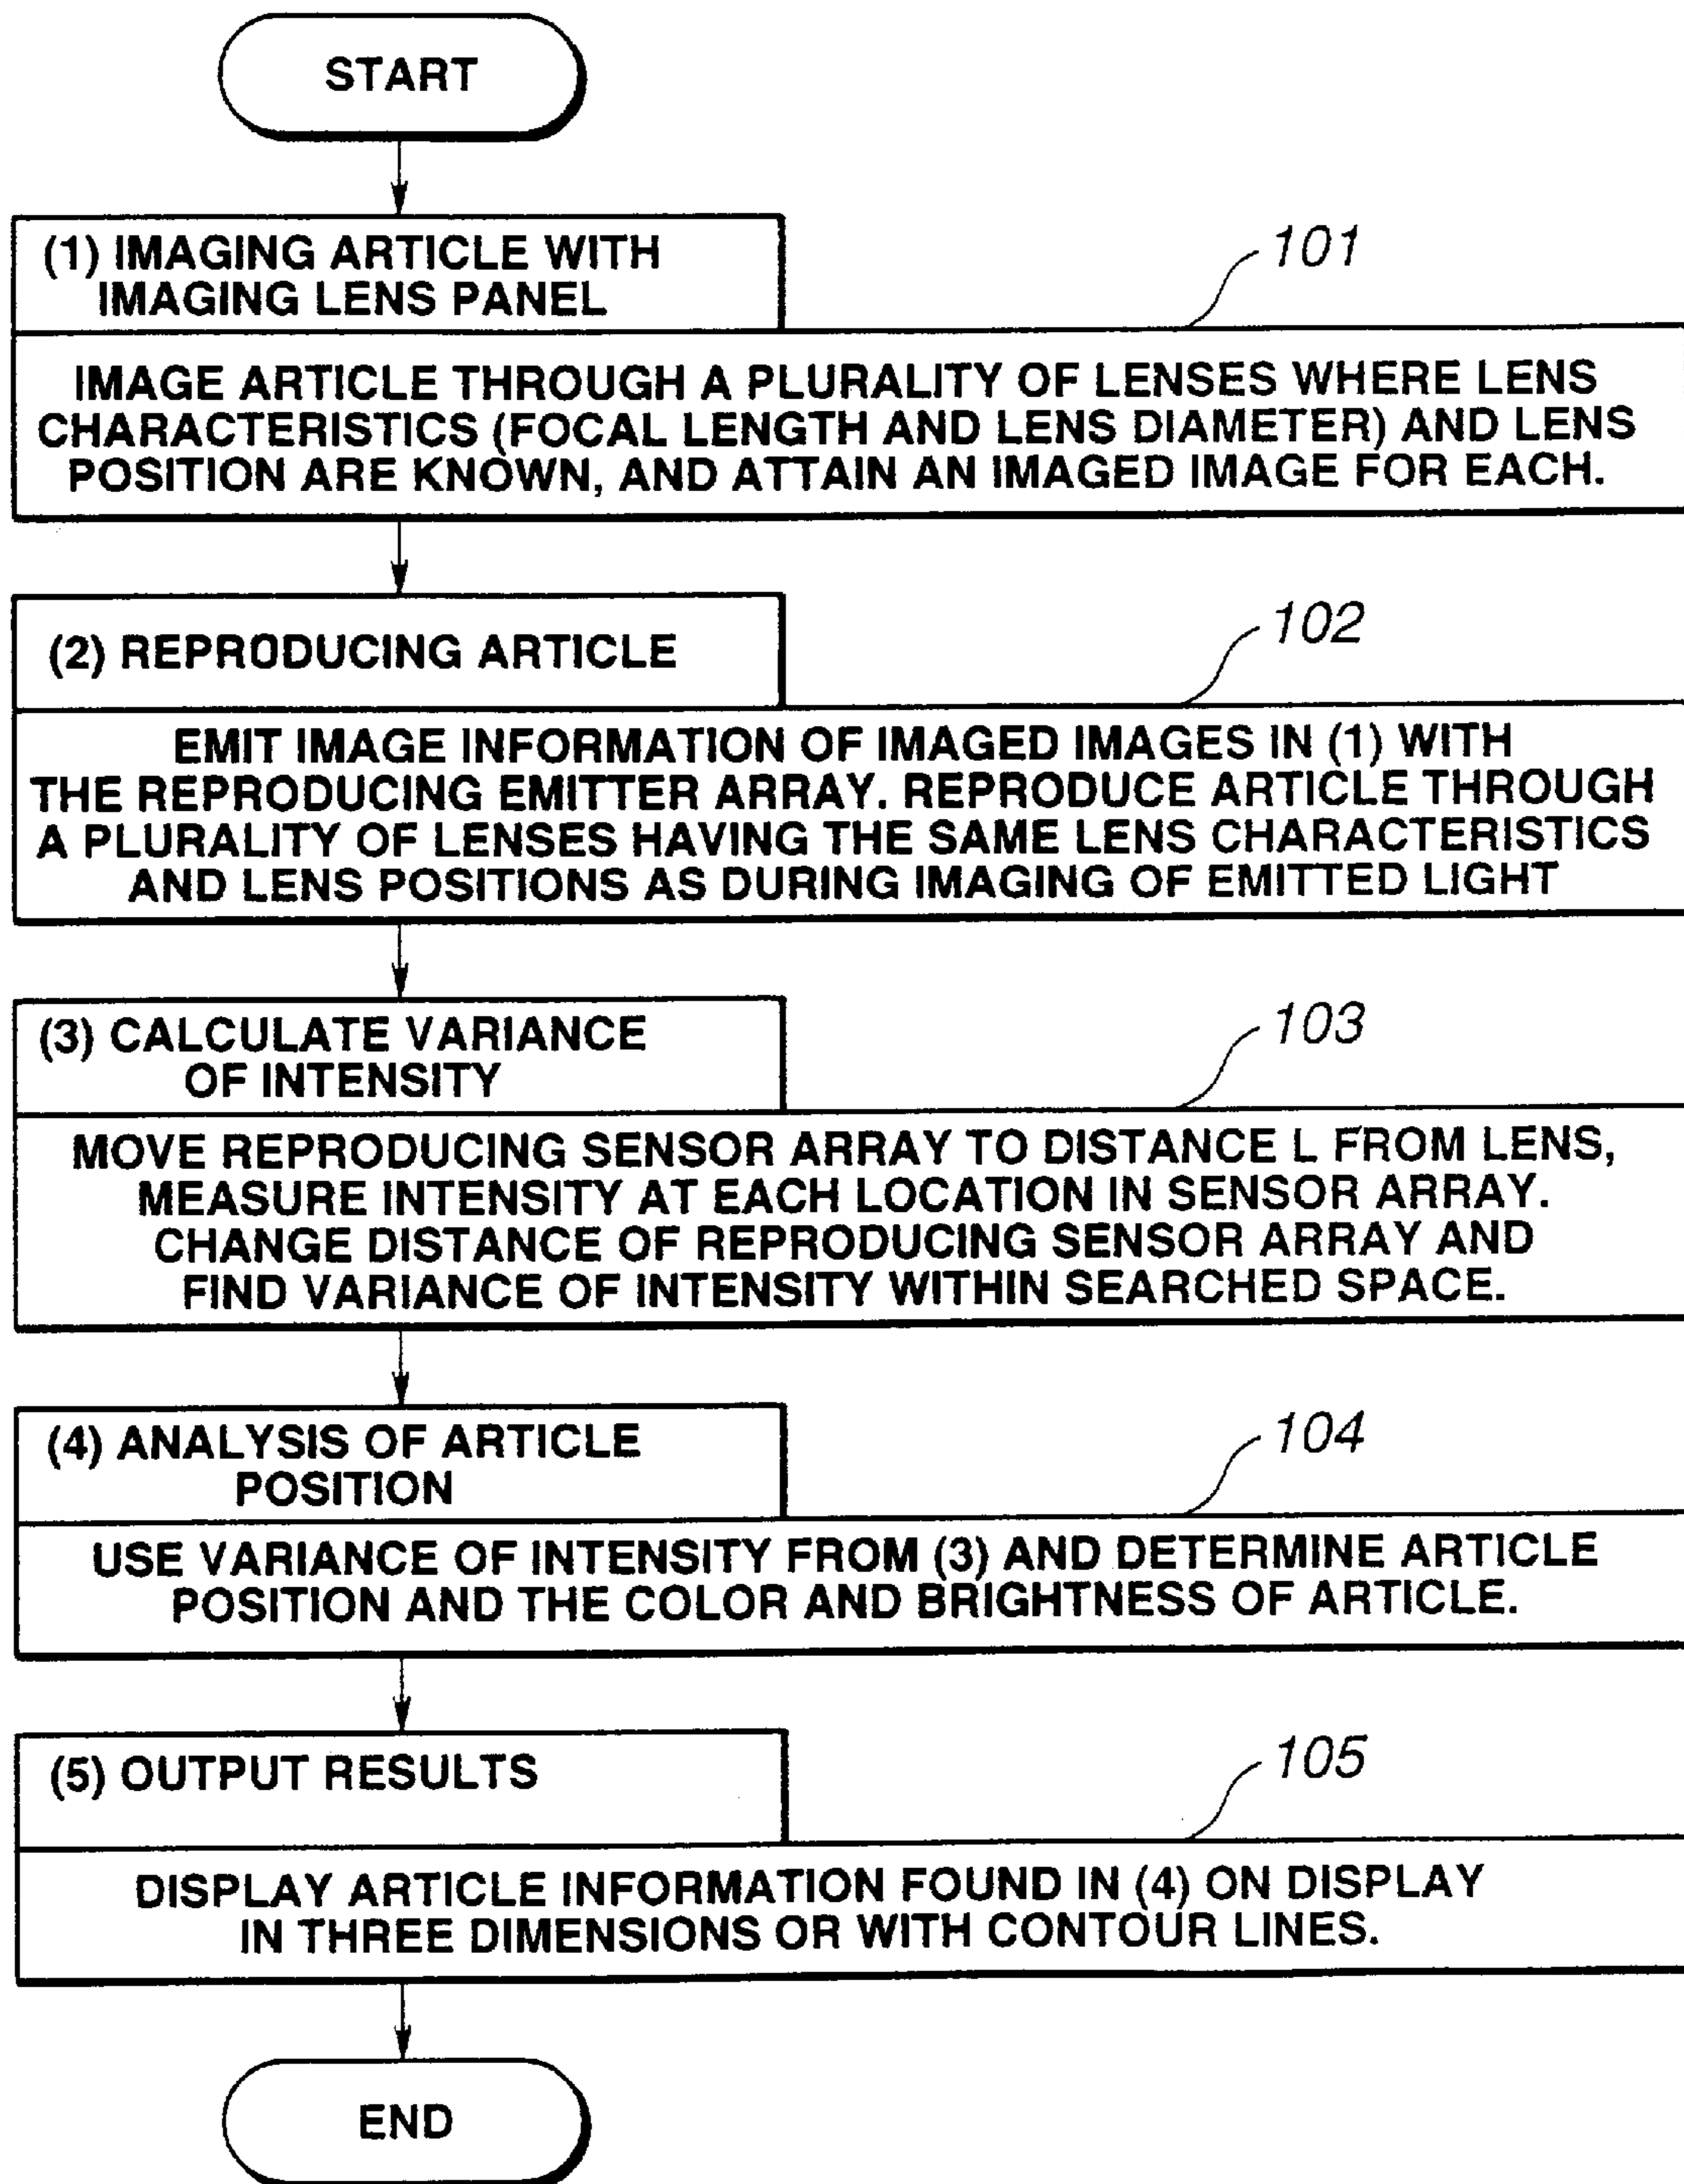 START
(1) IMAGING ARTICLE WITH
IMAGING LENS PANEL
101
IMAGE ARTICLE THROUGH A PLURALITY OF LENSES WHERE LENS
CHARACTERISTICS (FOCAL LENGTH AND LENS DIAMETER) AND LENS
POSITION ARE KNOWN, AND ATTAIN AN IMAGED IMAGE FOR EACH.
(2) REPRODUCING ARTICLE
102
EMIT IMAGE INFORMATION OF IMAGED IMAGES IN (1) WITH
THE REPRODUCING EMITTER ARRAY. REPRODUCE ARTICLE THROUGH
A PLURALITY OF LENSES HAVING THE SAME LENS CHARACTERISTICS
AND LENS POSITIONS AS DURING IMAGING OF EMITTED LIGHT
(3) CALCULATE VARIANCE
OF INTENSITY
103
MOVE REPRODUCING SENSOR ARRAY TO DISTANCE L FROM LENS,
MEASURE INTENSITY AT EACH LOCATION IN SENSOR ARRAY.
CHANGE DISTANCE OF REPRODUCING SENSOR ARRAY AND
FIND VARIANCE OF INTENSITY WITHIN SEARCHED SPACE.
(4) ANALYSIS OF ARTICLE
POSITION
104
USE VARIANCE OF INTENSITY FROM (3) AND DETERMINE ARTICLE
POSITION AND THE COLOR AND BRIGHTNESS OF ARTICLE.
(5) OUTPUT RESULTS
105
DISPLAY ARTICLE INFORMATION FOUND IN (4) ON DISPLAY
IN THREE DIMENSIONS OR WITH CONTOUR LINES.
END